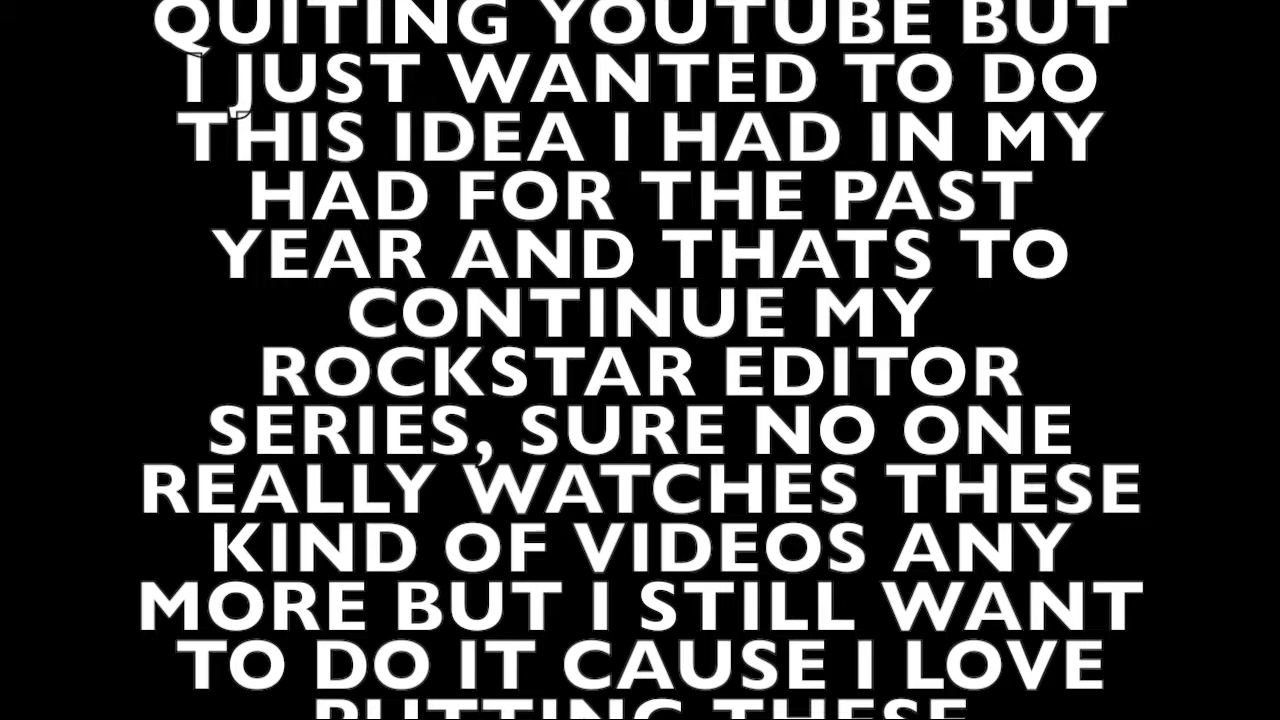 QUITING YOUTUBE BUT
I JUST WANTED TO DO
THIS IDEA I HAD IN MY
HAD FOR THE PAST
YEAR AND THATS TO
CONTINUE MY
ROCKSTAR EDITOR
SERIES, SURE NO ONE
REALLY WATCHES THESE
KIND OF VIDEOS ANY
MORE BUT I STILL WANT
TO DO IT CAUSE I LOVE
PUTTING THESE